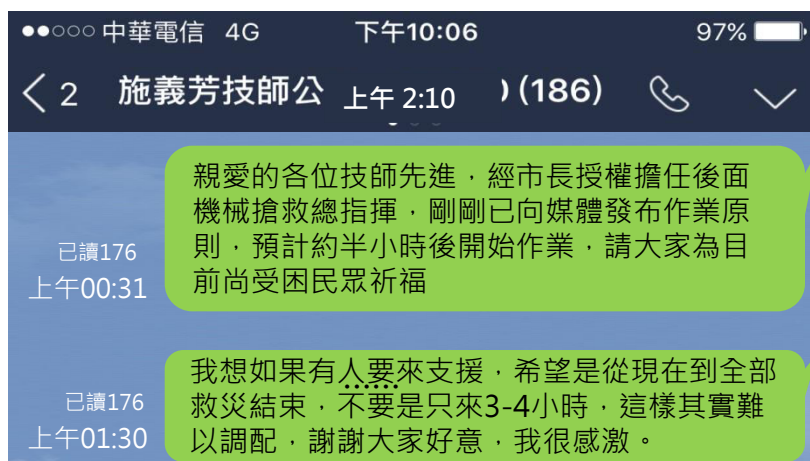 中華電信 4G 下午10:06 97%
2 施義芳技師公 上午 2:10 (186)
親愛的各位技師先進，經市長授權擔任後面
機械搶救總指揮，剛剛已向媒體發布作業原
則，預計約半小時後開始作業，請大家為目
前尚受困民眾祈福
已讀176
上午00:31
我想如果有人要來支援，希望是從現在到全部
救災結束，不要是只來3-4小時，這樣其實難
以調配，謝謝大家好意，我很感激。
已讀176
上午01:30